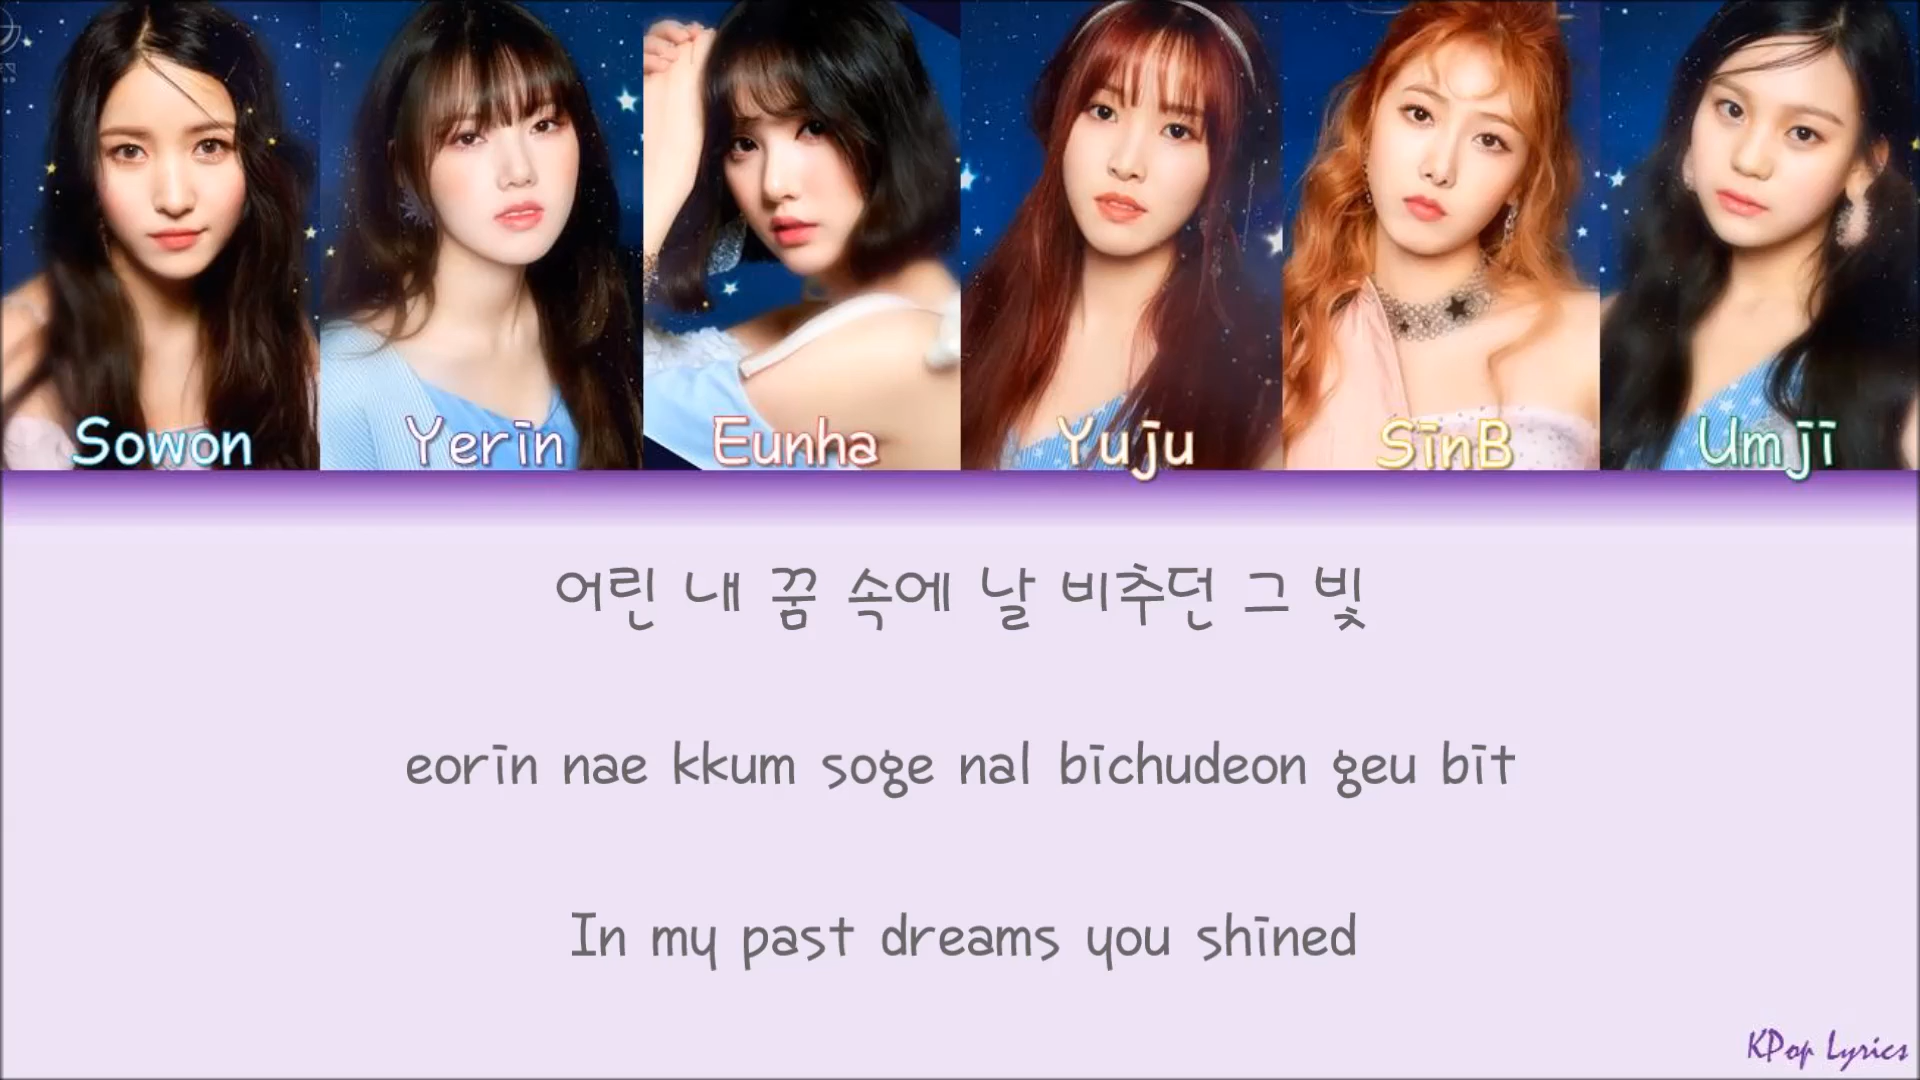 Sowon Yerin Eunha Yuju SinB Umji
어린 내 꿈 속에 날 비추던 그 빛
eorin nae kkum soge nal bichudeon geu bit
In my past dreams you shined
KPop Lyrics